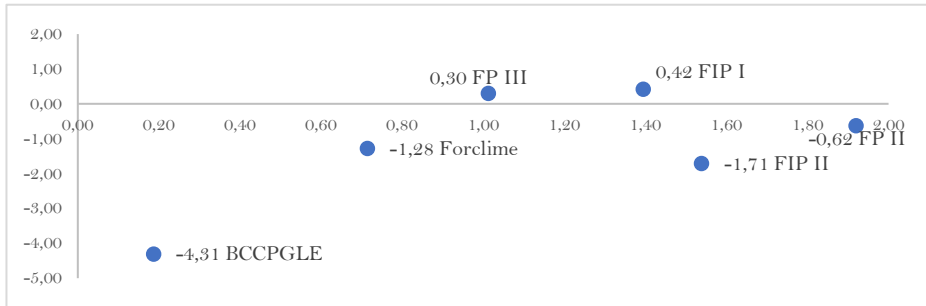 2,00
1,00
0,30 FP III
0,42 FIP I
0,00
0,00 0,20 0,40 0,60 0,80 1,00 1,20 1,40 1,60 1,80 2,00
-1,00
-0,62 FP II
-1,28 Forclime
-2,00
-1,71 FIP II
-3,00
-4,00
-4,31 BCCPGLE
-5,00